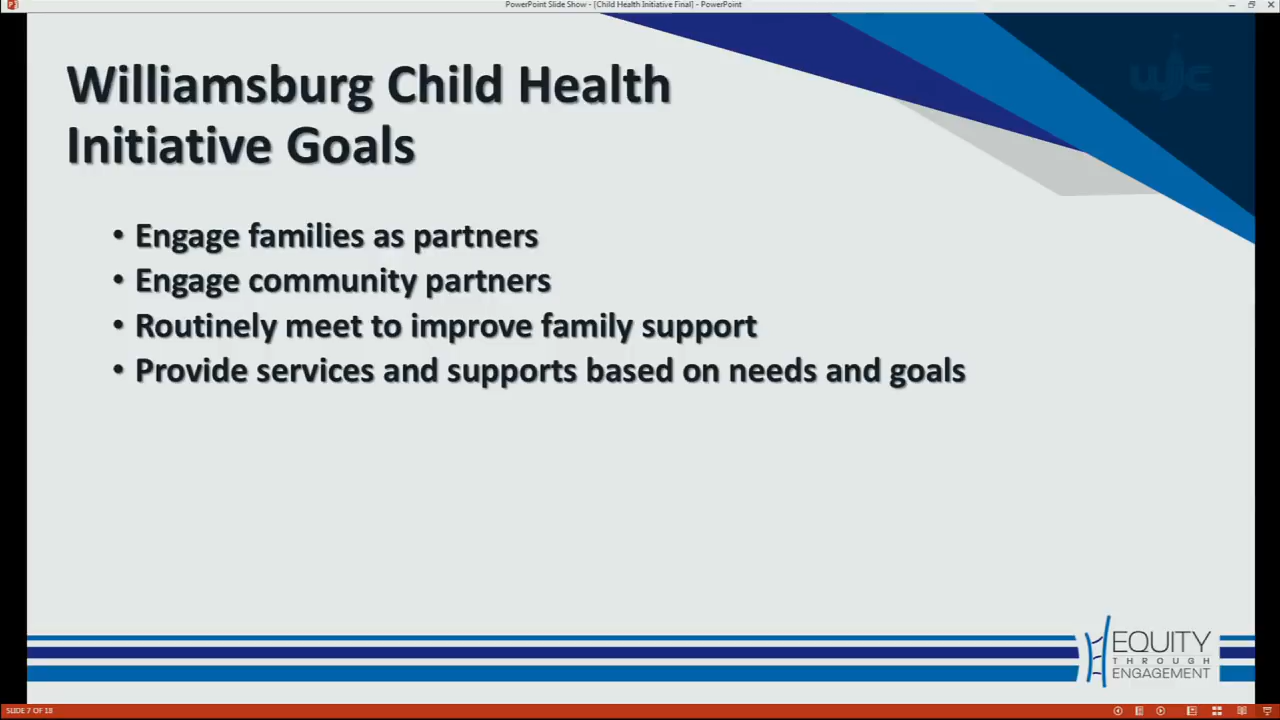 PowerPoint Slide Show - [Child Health Initiative Final] - PowerPoint
wjc
Williamsburg Child Health
Initiative Goals
• Engage families as partners
• Engage community partners
• Routinely meet to improve family support
• Provide services and supports based on needs and goals
EQUITY
THROUGH
ENGAGEMENT
SLIDE 7 OF 18